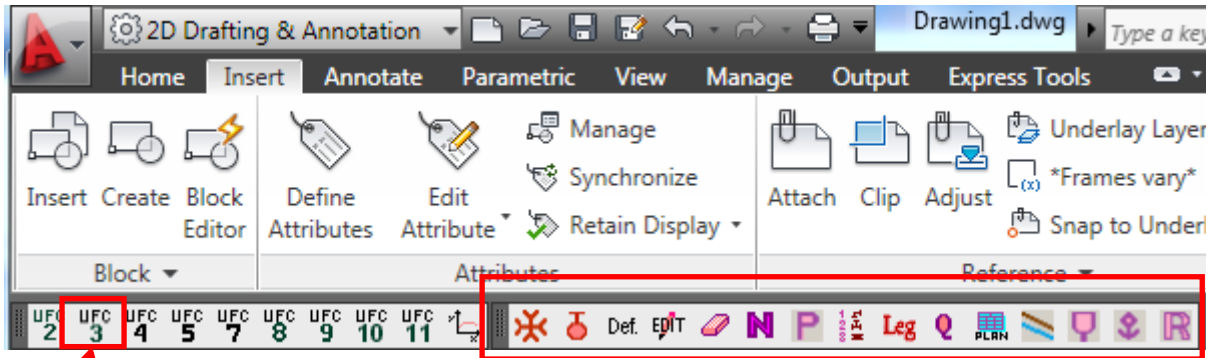 2D Drafting & Annotation Drawing1.dwg Type a key
Home Insert Annotate Parametric View Manage Output Express Tools
Insert Create Block Editor Define Attributes Edit Attribute Manage
Synchronize
Retain Display
Attach Clip Adjust Underlay Layer
*Frames vary*
Snap to Under
Block Attributes Reference
UFC 2 UFC 3 UFC 4 UFC 5 UFC 7 UFC 8 UFC 9 UFC 10 UFC 11 Def. EDIT N P Leg Q PLAN R